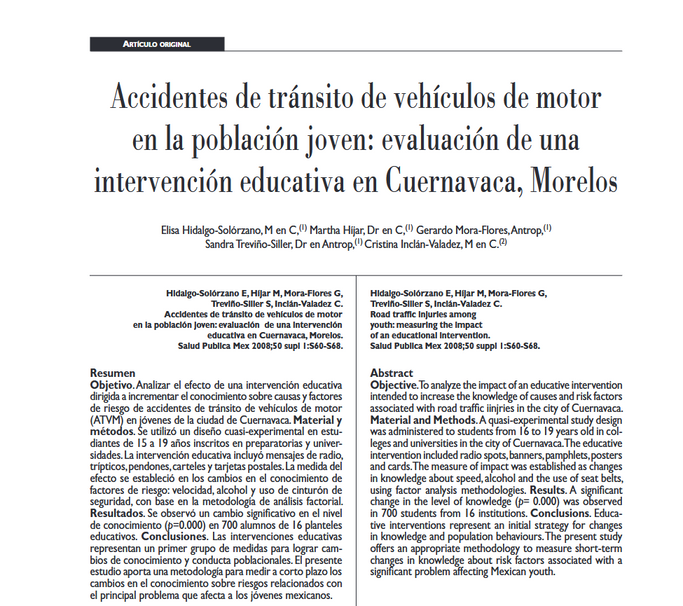 ARTÍCULO ORIGINAL
Accidentes de tránsito de vehículos de motor
en la población joven: evaluación de una
intervención educativa en Cuernavaca, Morelos
Elisa Hidalgo-Solórzano, M en C,(1) Martha Híjar, Dr en C,(1) Gerardo Mora-Flores, Antrop,(1)
Sandra Treviño-Siller, Dr en Antrop,(1) Cristina Inclán-Valadez, M en C.(2)
Hidalgo-Solórzano E, Híjar M, Mora-Flores G,
Treviño-Siller S, Inclán-Valadez C.
Accidentes de tránsito de vehículos de motor
en la población joven: evaluación de una intervención
educativa en Cuernavaca, Morelos.
Salud Publica Mex 2008;50 supl 1:S60-S68.
Resumen
Objetivo. Analizar el efecto de una intervención educativa
dirigida a incrementar el conocimiento sobre causas y factores
de riesgo de accidentes de tránsito de vehículos de motor
(ATVM) en jóvenes de la ciudad de Cuernavaca. Material y
métodos. Se utilizó un diseño cuasi-experimental en estu-
diantes de 15 a 19 años inscritos en preparatorias y univer-
sidades. La intervención educativa incluyó mensajes de radio,
trípticos, pendones, carteles y tarjetas postales. La medida del
efecto se estableció en los cambios en el conocimiento de
factores de riesgo: velocidad, alcohol y uso de cinturón de
seguridad, con base en la metodología de análisis factorial.
Resultados. Se observó un cambio significativo en el nivel
de conocimiento (p=0.000) en 700 alumnos de 16 planteles
educativos. Conclusiones. Las intervenciones educativas
representan un primer grupo de medidas para lograr cam-
bios de conocimiento y conducta poblacionales. El presente
estudio aporta una metodología para medir a corto plazo los
cambios en el conocimiento sobre riesgos relacionados con
el principal problema que afecta a los jóvenes mexicanos.
Hidalgo-Solórzano E, Híjar M, Mora-Flores G,
Treviño-Siller S, Inclán-Valadez C.
Road traffic injuries among
youth: measuring the impact
of an educational intervention.
Salud Publica Mex 2008;50 supl 1:S60-S68.
Abstract
Objective. To analyze the impact of an educative intervention
intended to increase the knowledge of causes and risk factors
associated with road traffic iinjries in the city of Cuernavaca.
Material and Methods. A quasi-experimental study design
was administered to students from 16 to 19 years old in col-
leges and universities in the city of Cuernavaca. The educative
intervention included radio spots, banners, pamphlets, posters
and cards. The measure of impact was established as changes
in knowledge about speed, alcohol and the use of seat belts,
using factor analysis methodologies. Results. A significant
change in the level of knowledge (p= 0.000) was observed
in 700 students from 16 institutions. Conclusions. Educa-
tive interventions represent an initial strategy for changes
in knowledge and population behaviours. The present study
offers an appropriate methodology to measure short-term
changes in knowledge about risk factors associated with a
significant problem affecting Mexican youth.